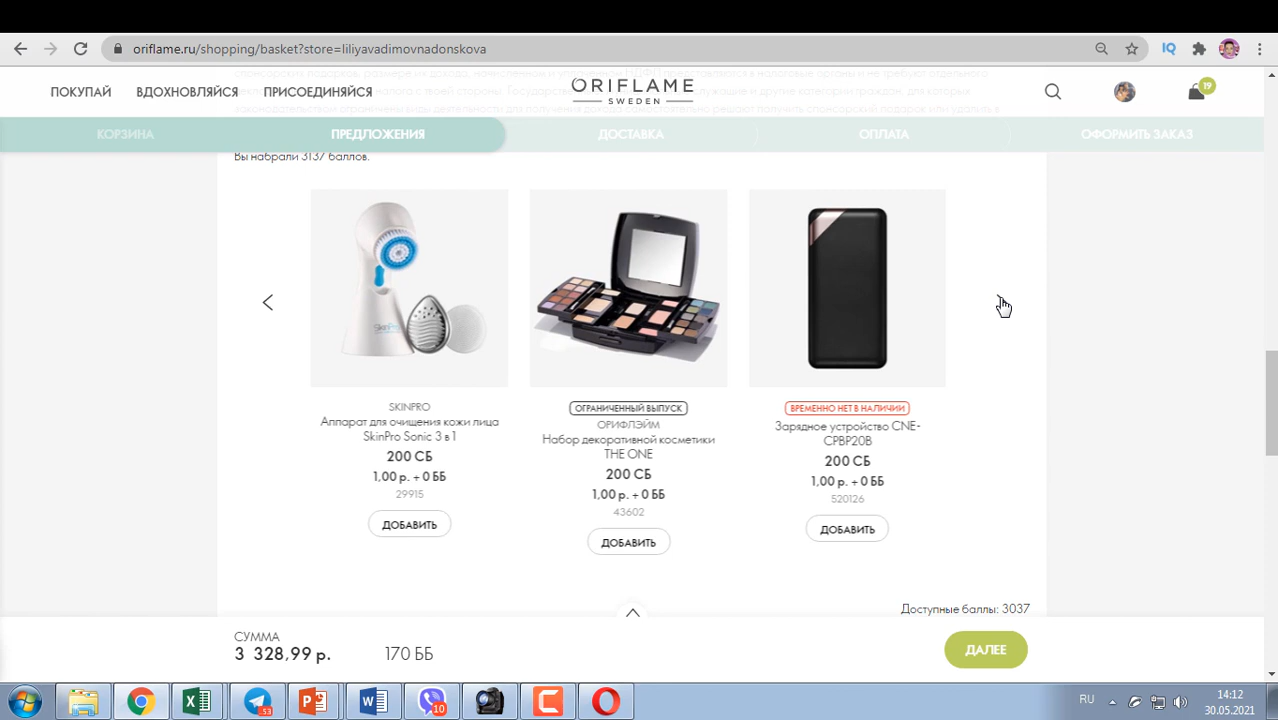 oriflame.ru/shopping/basket?store=liliyavadimovnadonskova
IQ
ПОКУПАЙ ВДОХНОВЛЯЙСЯ ПРИСОЕДИНЯЙСЯ
ORIFLAME
SWEDEN
19
КОРЗИНА ПРЕДЛОЖЕНИЯ ДОСТАВКА ОПЛАТА ОФОРМИТЬ ЗАКАЗ
Вы набрали 3137 баллов.
SkinPro
SKINPRO
Аппарат для очищения кожи лица
SkinPro Sonic 3 в 1
200 СБ
1,00 р. + 0 ББ
29915
ДОБАВИТЬ
ОГРАНИЧЕННЫЙ ВЫПУСК
ОРИФЛЭЙМ
Набор декоративной косметики
THE ONE
200 СБ
1,00 р. + 0 ББ
43602
ДОБАВИТЬ
ВРЕМЕННО НЕТ В НАЛИЧИИ
Зарядное устройство CNE-
CPBP20B
200 СБ
1,00 р. + 0 ББ
520126
ДОБАВИТЬ
Доступные баллы: 3037
СУММА
3 328,99 р. 170 ББ
ДАЛЕЕ
53
10
RU
14:12
30.05.2021